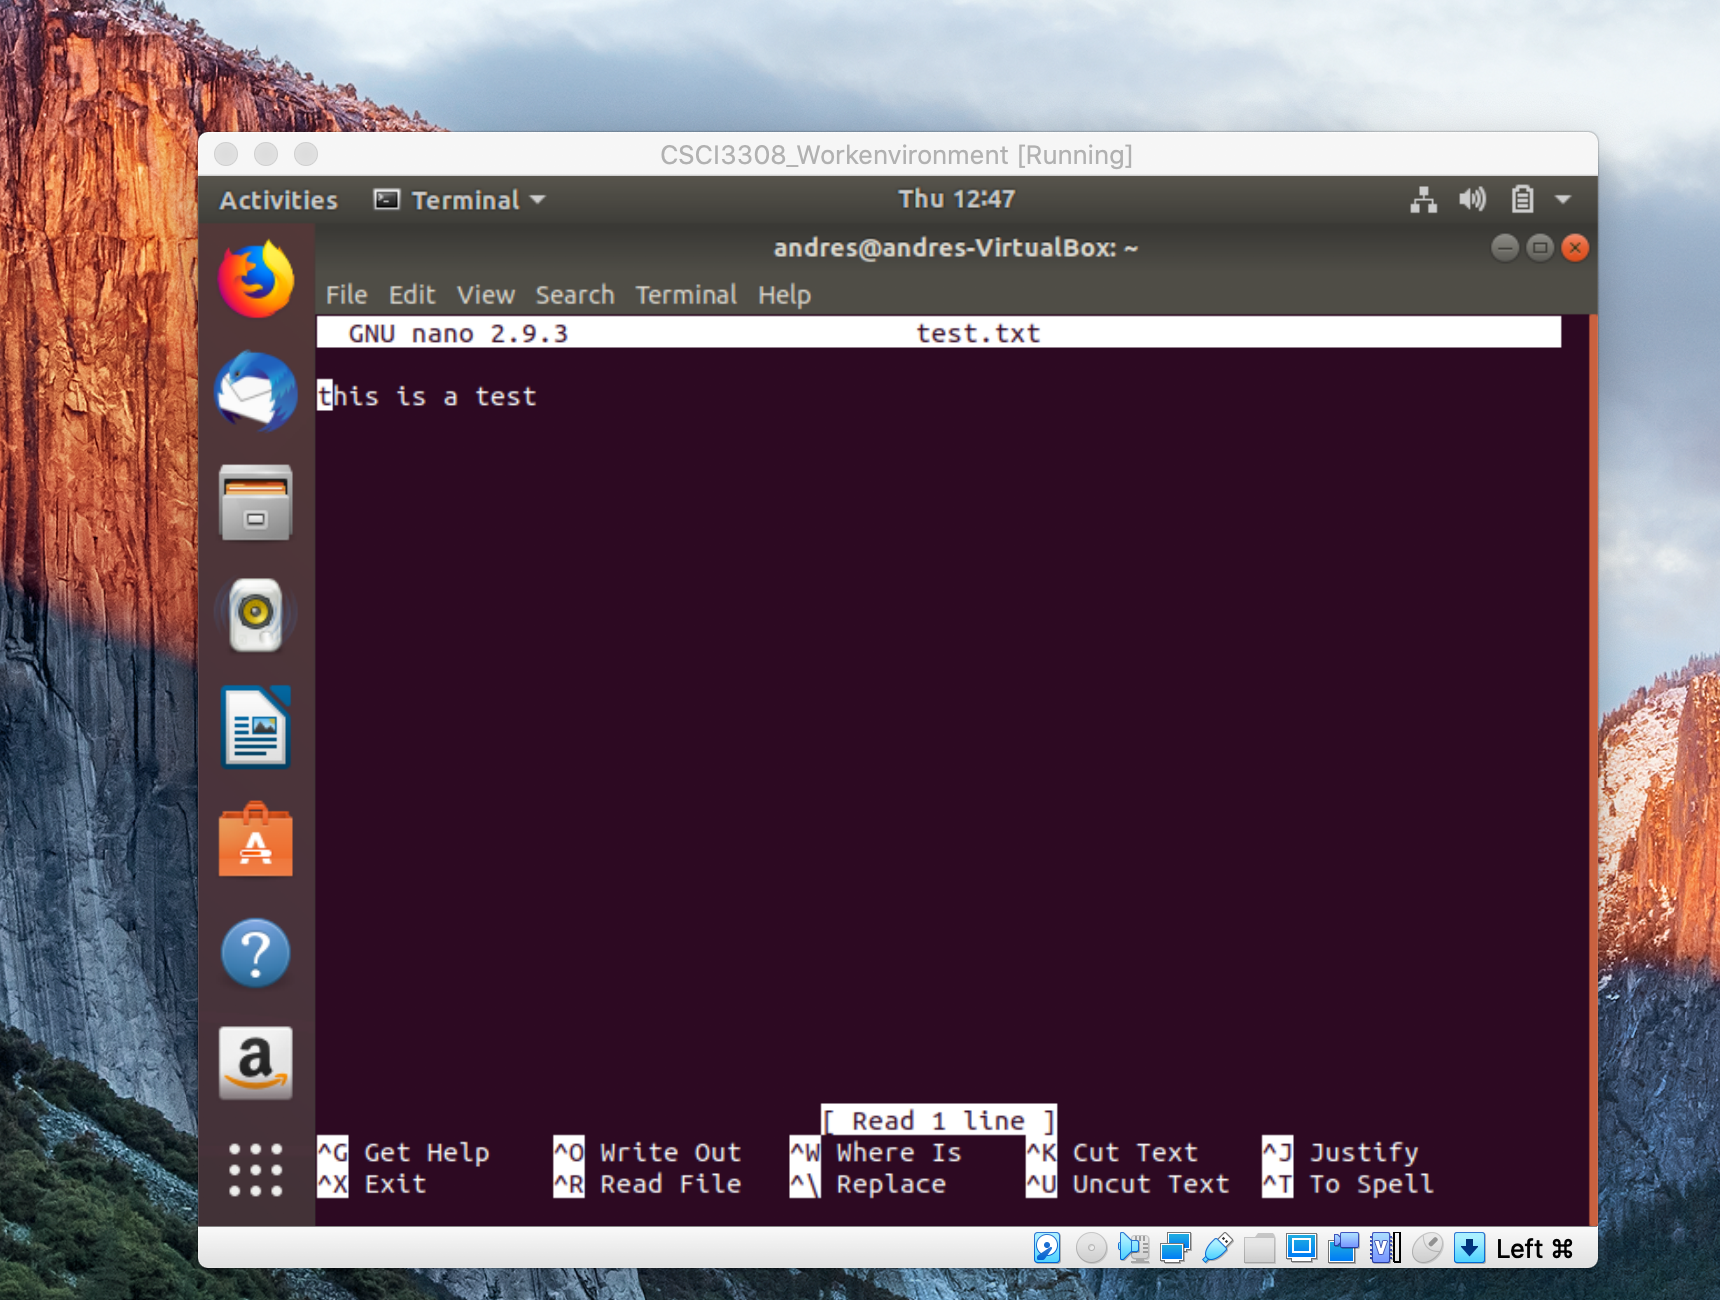 CSCI3308_Workenvironment [Running]
Activities Terminal Thu 12:47
andres@andres-VirtualBox: ~
File Edit View Search Terminal Help
GNU nano 2.9.3 test.txt
this is a test
[ Read 1 line ]
^G Get Help ^O Write Out ^W Where Is ^K Cut Text ^J Justify
^X Exit ^R Read File ^\ Replace ^U Uncut Text ^T To Spell
Left ⌘